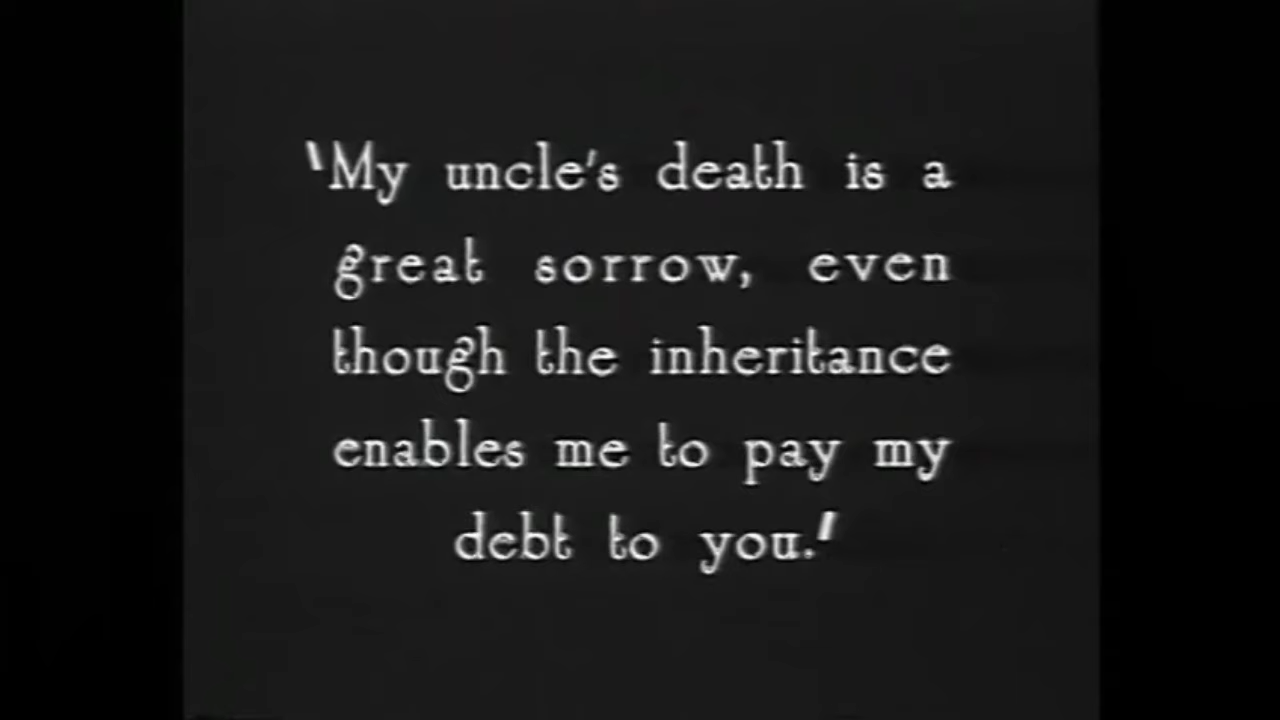 'My uncle's death is a
great sorrow, even
though the inheritance
enables me to pay my
debt to you.'